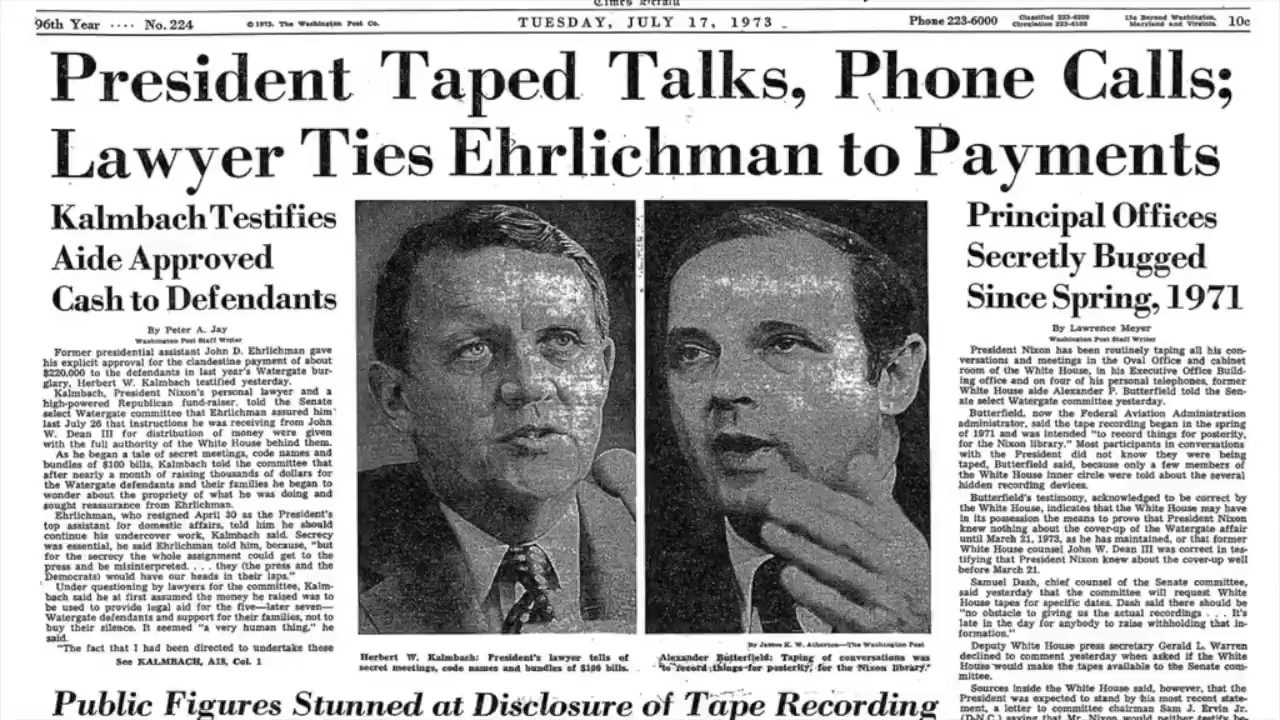 Times Herald
96th Year .... No. 224
© 1973, The Washington Post Co.
TUESDAY, JULY 17, 1973
Phone 223-6000
Classified 223-6200
Circulation 223-6100
15c Beyond Washington,
Maryland and Virginia
10c
President Taped Talks, Phone Calls;
Lawyer Ties Ehrlichman to Payments
Kalmbach Testifies
Aide Approved
Cash to Defendants
By Peter A. Jay
Washington Post Staff Writer
Former presidential assistant John D. Ehrlichman gave
his explicit approval for the clandestine payment of about
$220,000 to the defendants in last year's Watergate bur-
glary, Herbert W. Kalmbach testified yesterday.
Kalmbach, President Nixon's personal lawyer and a
high-powered Republican fund-raiser, told the Senate
select Watergate committee that Ehrlichman assured him
last July 26 that instructions he was receiving from John
W. Dean III for distribution of money were given
with the full authority of the White House behind them.
As he began a tale of secret meetings, code names and
bundles of $100 bills, Kalmbach told the committee that
after nearly a month of raising thousands of dollars for
the Watergate defendants and their families he began to
wonder about the propriety of what he was doing and
sought reassurance from Ehrlichman.
Ehrlichman, who resigned April 30 as the President's
top assistant for domestic affairs, told him he should
continue his undercover work, Kalmbach said. Secrecy
was essential, he said Ehrlichman told him, because, "but
for the secrecy the whole assignment could get to the
press and be misinterpreted. . . . they (the press and the
Democrats) would have our heads in their laps."
Under questioning by lawyers for the committee, Kalm-
bach said he at first assumed the money he raised was to
be used to provide legal aid for the five—later seven—
Watergate defendants and support for their families, not to
buy their silence. It seemed "a very human thing," he
said.
"The fact that I had been directed to undertake these
See KALMBACH, A18, Col. 1
By James K. W. Atherton—The Washington Post
Herbert W. Kalmbach: President's lawyer tells of
secret meetings, code names and bundles of $100 bills.
Alexander Butterfield: Taping of conversations was
"to record things for posterity, for the Nixon library."
Principal Offices
Secretly Bugged
Since Spring, 1971
By Lawrence Meyer
Washington Post Staff Writer
President Nixon has been routinely taping all his con-
versations and meetings in the Oval Office and cabinet
room of the White House, in his Executive Office Build-
ing office and on four of his personal telephones, former
White House aide Alexander P. Butterfield told the Sen-
ate select Watergate committee yesterday.
Butterfield, now the Federal Aviation Administration
administrator, said the tape recording began in the spring
of 1971 and was intended "to record things for posterity,
for the Nixon library." Most participants in conversations
with the President did not know they were being
taped, Butterfield said, because only a few members of
the White House inner circle were told about the several
hidden recording devices.
Butterfield's testimony, acknowledged to be correct by
the White House, indicates that the White House may have
in its possession the means to prove that President Nixon
knew nothing about the cover-up of the Watergate affair
until March 21, 1973, as he has maintained, or that former
White House counsel John W. Dean III was correct in tes-
tifying that President Nixon knew about the cover-up well
before March 21.
Samuel Dash, chief counsel of the Senate committee,
said yesterday that the committee will request White
House tapes for specific dates. Dash said there should be
"no obstacle to giving us the actual recordings . . . It's
late in the day for anybody to raise withholding that in-
formation."
Deputy White House press secretary Gerald L. Warren
declined to comment yesterday when asked if the White
House would make the tapes available to the Senate com-
mittee.
Sources inside the White House said, however, that the
President was expected to stand by his most recent state-
ment, a letter to committee chairman Sam J. Ervin Jr.
(D-N.C.) saying that Mr. Nixon would neither testify be-
Public Figures Stunned at Disclosure of Tape Recording